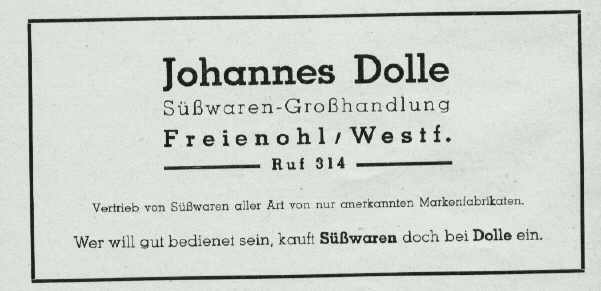 Johannes Dolle
Süßwaren-Großhandlung
Freienohl/Westf.
Ruf 314
Vertrieb von Süßwaren aller Art von nur anerkannten Markenfabrikaten.
Wer will gut bedienet sein, kauft Süßwaren doch bei Dolle ein.